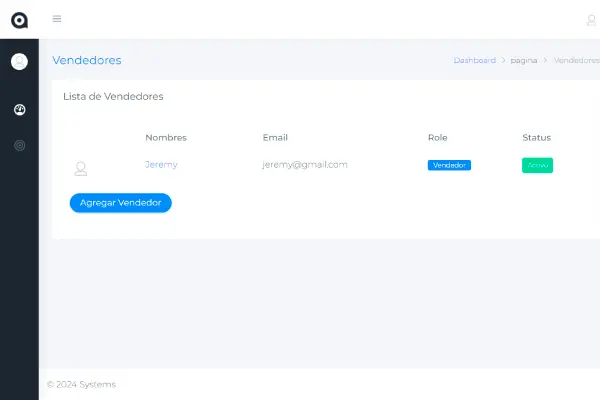 Vendedores
Dashboard > pagina > Vendedores
Lista de Vendedores
Nombres Email Role Status
Jeremy jeremy@gmail.com Vendedor Activo
Agregar Vendedor
© 2024 Systems